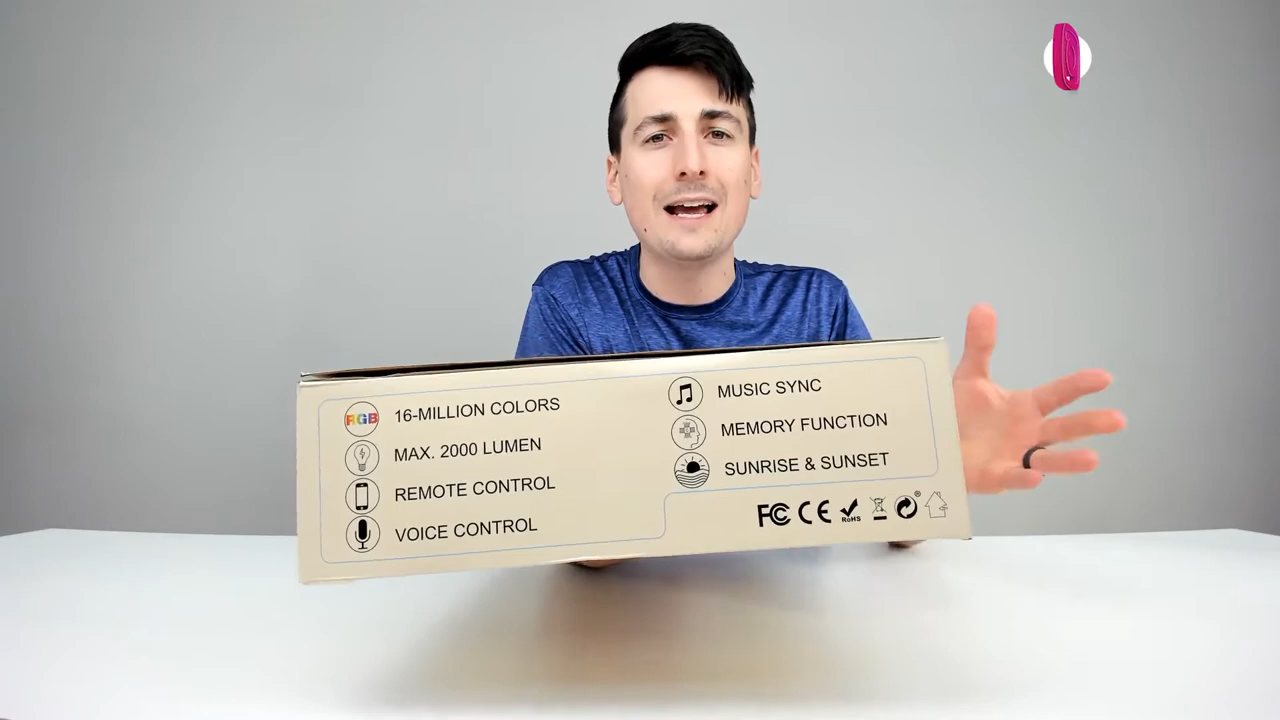 RGB 16-MILLION COLORS
MAX. 2000 LUMEN
REMOTE CONTROL
VOICE CONTROL
MUSIC SYNC
MEMORY FUNCTION
SUNRISE & SUNSET
FC CE RoHS ®